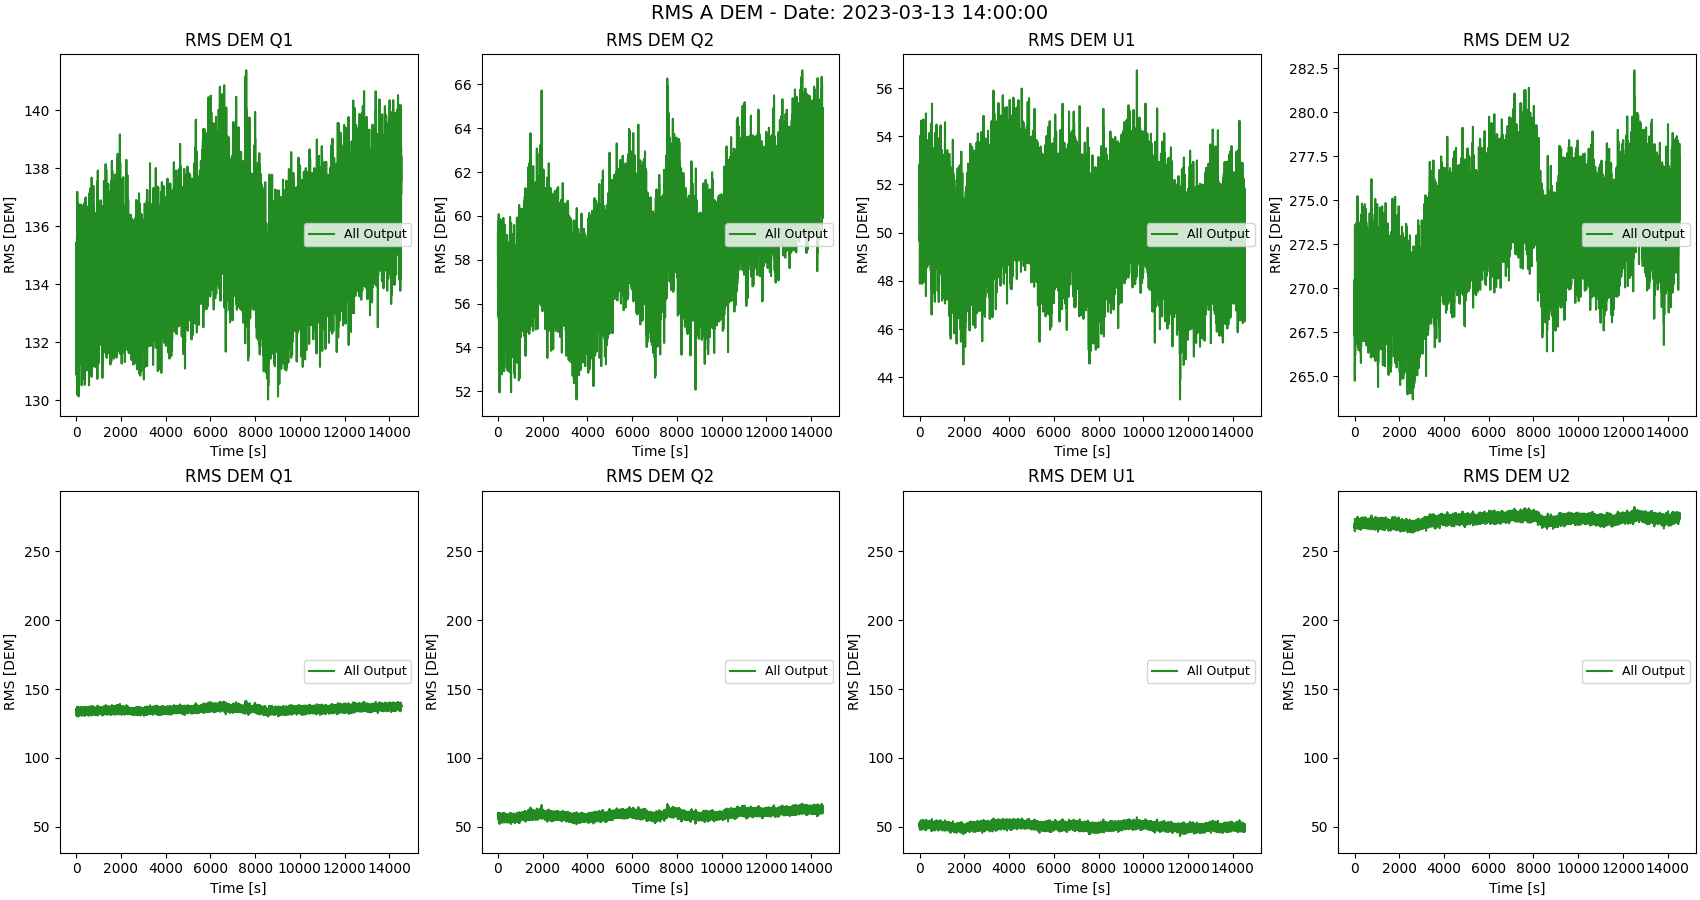 RMS A DEM - Date: 2023-03-13 14:00:00
RMS DEM Q1
RMS [DEM]
140
138
136
134
132
130
All Output
0 2000 4000 6000 8000 10000 12000 14000
Time [s]
RMS DEM Q2
RMS [DEM]
66
64
62
60
58
56
54
52
All Output
0 2000 4000 6000 8000 10000 12000 14000
Time [s]
RMS DEM U1
RMS [DEM]
56
54
52
50
48
46
44
All Output
0 2000 4000 6000 8000 10000 12000 14000
Time [s]
RMS DEM U2
RMS [DEM]
282.5
280.0
277.5
275.0
272.5
270.0
267.5
265.0
All Output
0 2000 4000 6000 8000 10000 12000 14000
Time [s]
RMS DEM Q1
RMS [DEM]
250
200
150
100
50
All Output
0 2000 4000 6000 8000 10000 12000 14000
Time [s]
RMS DEM Q2
RMS [DEM]
250
200
150
100
50
All Output
0 2000 4000 6000 8000 10000 12000 14000
Time [s]
RMS DEM U1
RMS [DEM]
250
200
150
100
50
All Output
0 2000 4000 6000 8000 10000 12000 14000
Time [s]
RMS DEM U2
RMS [DEM]
250
200
150
100
50
All Output
0 2000 4000 6000 8000 10000 12000 14000
Time [s]